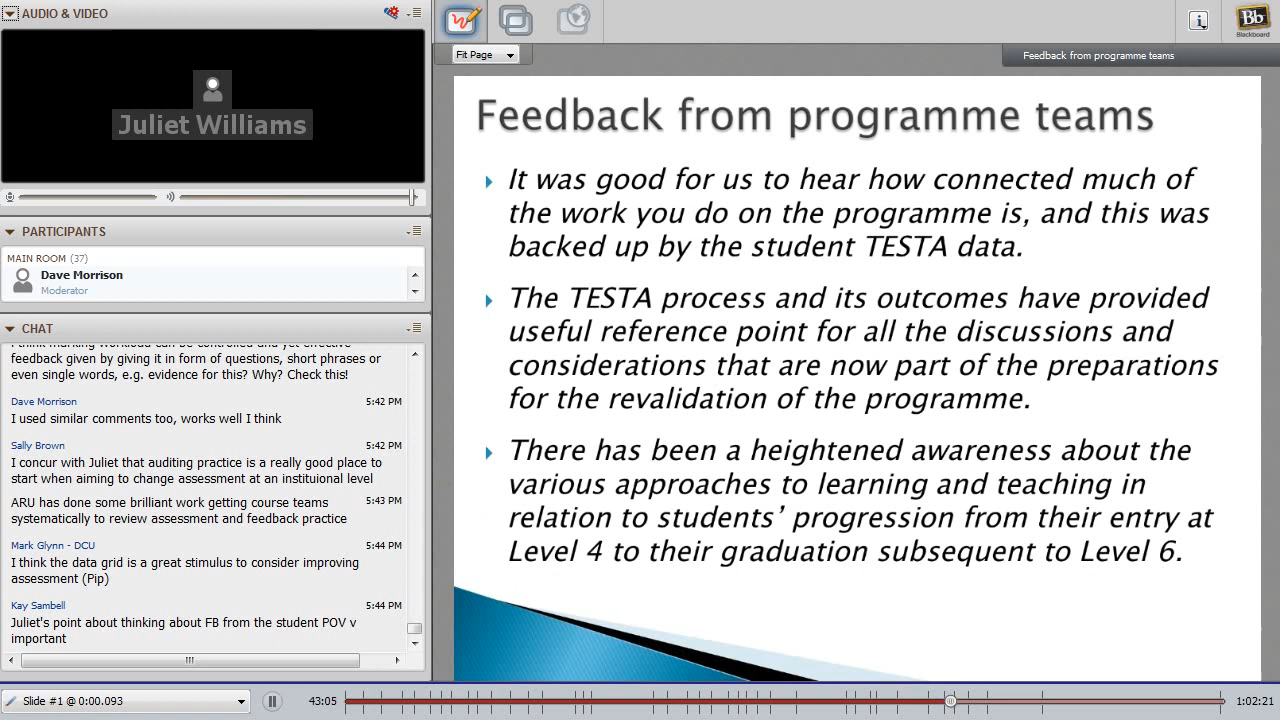 AUDIO & VIDEO
Juliet Williams
PARTICIPANTS
MAIN ROOM (37)
Dave Morrison
Moderator
CHAT
feedback given by giving it in form of questions, short phrases or
even single words, e.g. evidence for this? Why? Check this!
Dave Morrison 5:42 PM
I used similar comments too, works well I think
Sally Brown 5:42 PM
I concur with Juliet that auditing practice is a really good place to
start when aiming to change assessment at an instituional level
ARU has done some brilliant work getting course teams 5:43 PM
systematically to review assessment and feedback practice
Mark Glynn - DCU 5:44 PM
I think the data grid is a great stimulus to consider improving
assessment (Pip)
Kay Sambell 5:44 PM
Juliet's point about thinking about FB from the student POV v
important
Slide #1 @ 0:00.093
43:05
1:02:21
Fit Page
Feedback from programme teams
Bb
Blackboard
Feedback from programme teams
It was good for us to hear how connected much of
the work you do on the programme is, and this was
backed up by the student TESTA data.
The TESTA process and its outcomes have provided
useful reference point for all the discussions and
considerations that are now part of the preparations
for the revalidation of the programme.
There has been a heightened awareness about the
various approaches to learning and teaching in
relation to students’ progression from their entry at
Level 4 to their graduation subsequent to Level 6.